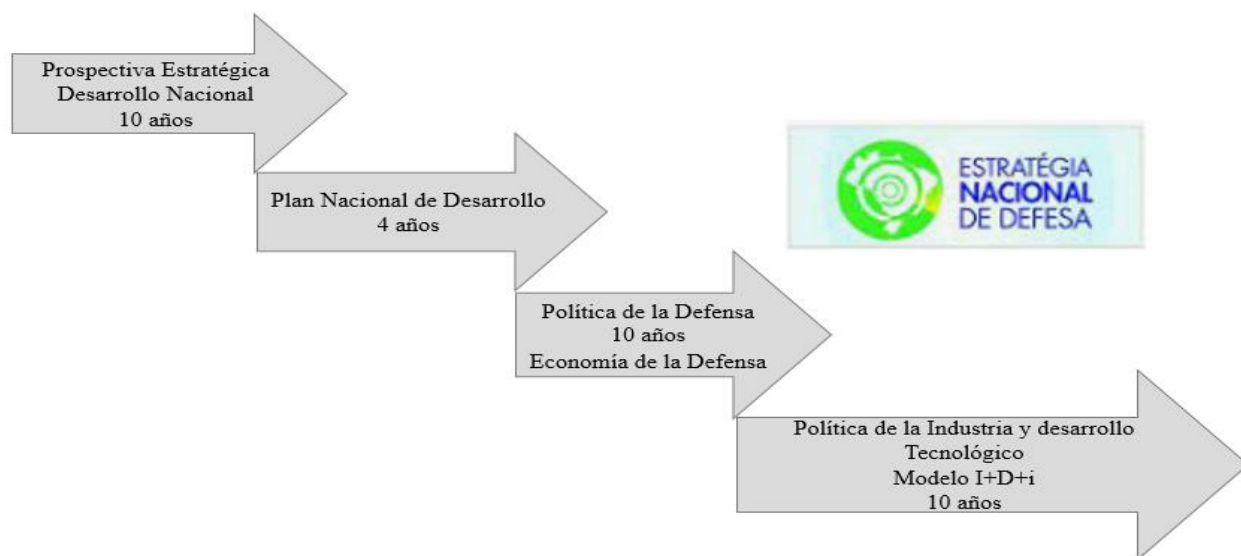 Prospectiva Estratégica
Desarrollo Nacional
10 años
Plan Nacional de Desarrollo
4 años
ESTRATÉGIA
NACIONAL
DE DEFESA
Política de la Defensa
10 años
Economía de la Defensa
Política de la Industria y desarrollo
Tecnológico
Modelo I+D+i
10 años